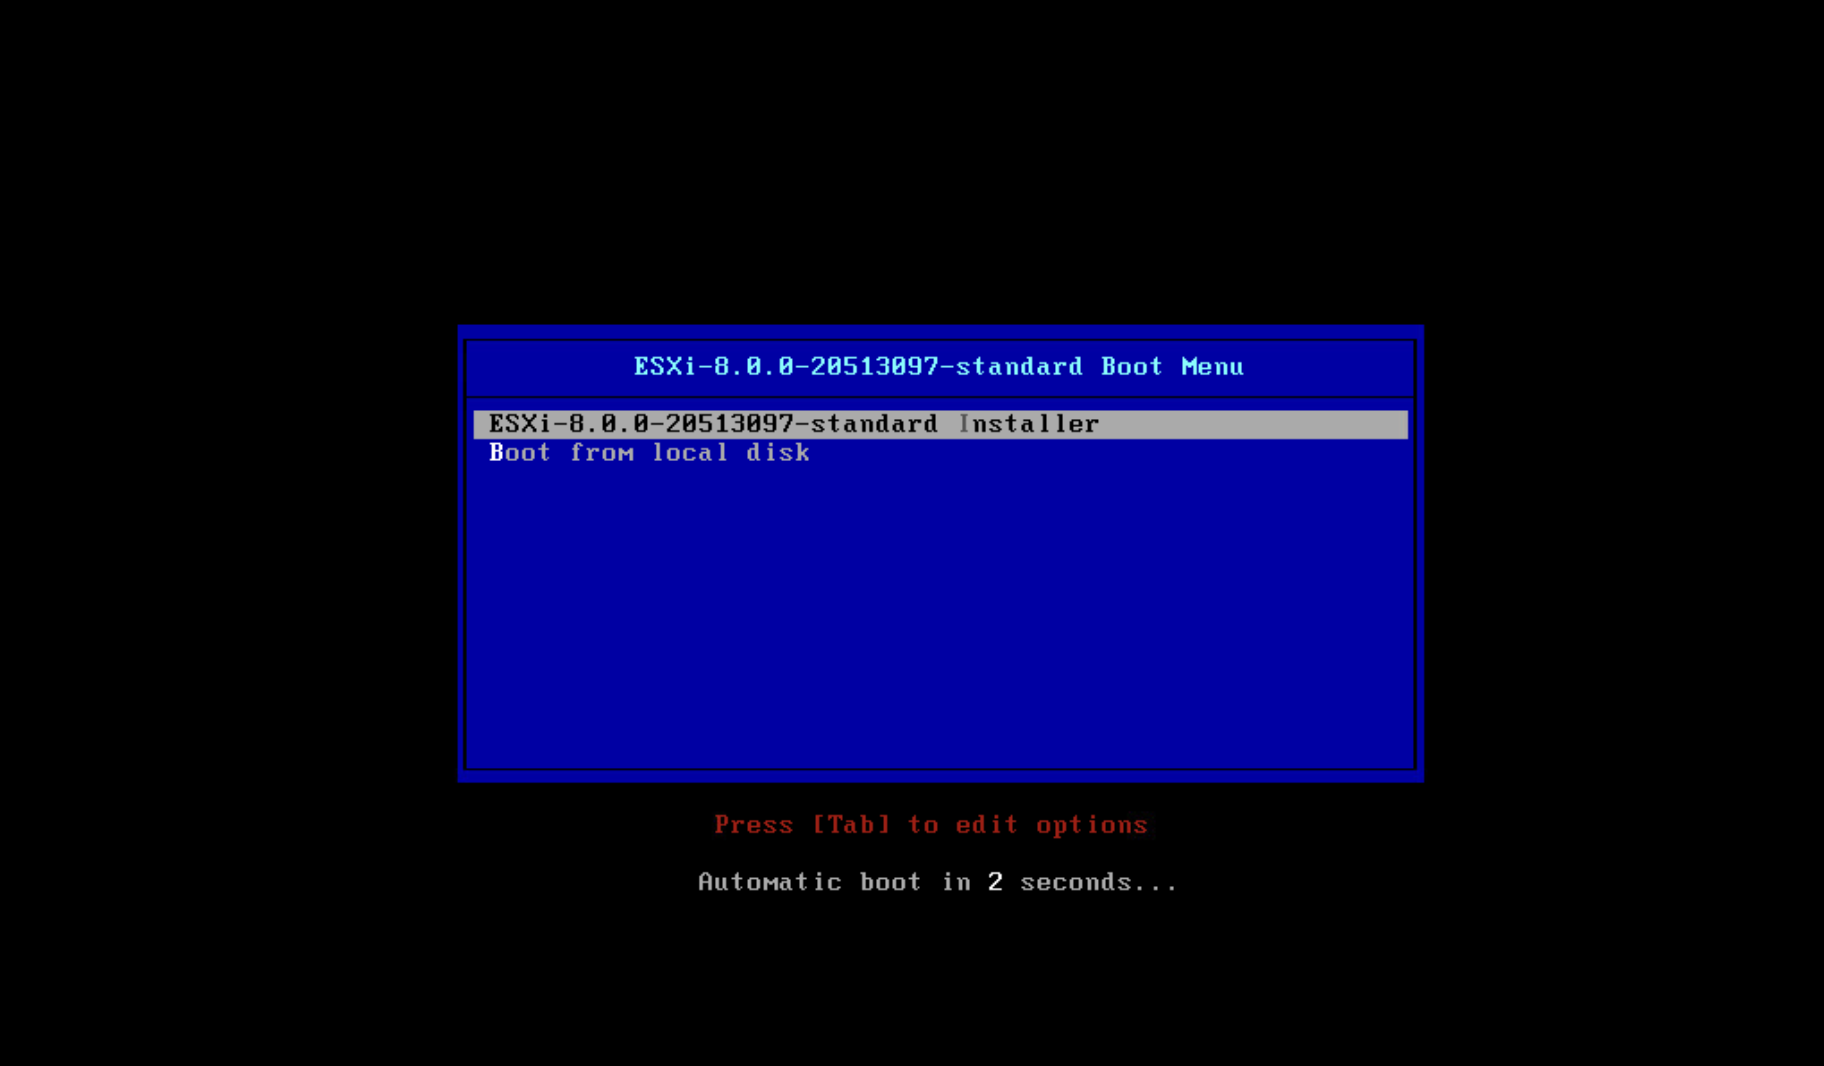 ESXi-8.0.0-20513097-standard Boot Menu
ESXi-8.0.0-20513097-standard Installer
Boot from local disk
Press [Tab] to edit options
Automatic boot in 2 seconds...